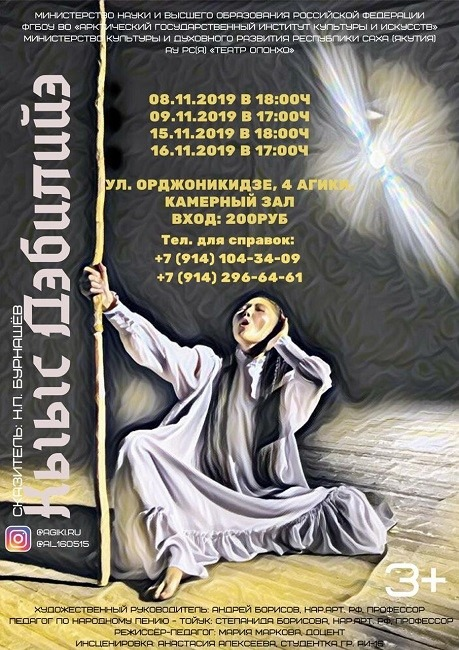 МИНИСТЕРСТВО НАУКИ И ВЫСШЕГО ОБРАЗОВАНИЯ РОССИЙСКОЙ ФЕДЕРАЦИИ
ФГБОУ ВО «АРКТИЧЕСКИЙ ГОСУДАРСТВЕННЫЙ ИНСТИТУТ КУЛЬТУРЫ И ИСКУССТВ»
МИНИСТЕРСТВО КУЛЬТУРЫ И ДУХОВНОГО РАЗВИТИЯ РЕСПУБЛИКИ САХА (ЯКУТИЯ)
АУ РС(Я) «ТЕАТР ОЛОНХО»
08.11.2019 В 18:00Ч
09.11.2019 В 17:00Ч
15.11.2019 В 18:00Ч
16.11.2019 В 17:00Ч
УЛ. ОРДЖОНИКИДЗЕ, 4 АГИКИ,
КАМЕРНЫЙ ЗАЛ
ВХОД: 200РУБ
Тел. для справок:
+7 (914) 104-34-09
+7 (914) 296-64-61
Кыыс Дэбилийэ
СКАЗИТЕЛЬ: Н.П. БУРНАШЁВ
@AGIKI.RU
@AL_160515
3+
ХУДОЖЕСТВЕННЫЙ РУКОВОДИТЕЛЬ: АНДРЕЙ БОРИСОВ, НАР.АРТ. РФ, ПРОФЕССОР
ПЕДАГОГ ПО НАРОДНОМУ ПЕНИЮ - ТОЙУК: СТЕПАНИДА БОРИСОВА, НАР.АРТ. РФ, ПРОФЕССОР
РЕЖИССЁР-ПЕДАГОГ: МАРИЯ МАРКОВА, ДОЦЕНТ
ИНСЦЕНИРОВКА: АНАСТАСИЯ АЛЕКСЕЕВА, СТУДЕНТКА ГР. АИ-16